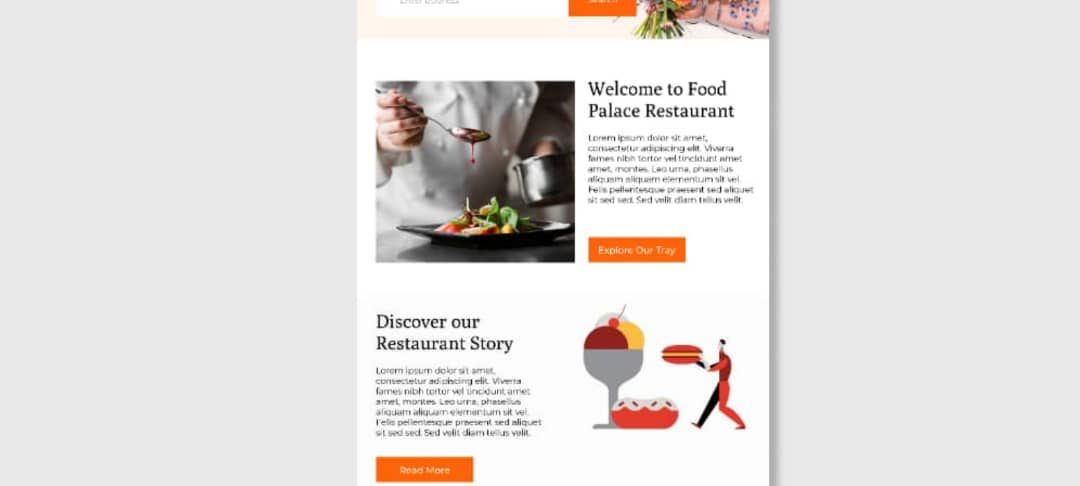 Enter address
Search
Welcome to Food
Palace Restaurant
Lorem ipsum dolor sit amet,
consectetur adipiscing elit. Viverra
fames nibh tortor vel tincidunt amet
amet, montes. Leo urna, phasellus
aliquam aliquam elementum sit vel.
Felis pellentesque praesent sed aliquet
sit sed sed. Sed velit diam tellus velit.
Explore Our Tray
Discover our
Restaurant Story
Lorem ipsum dolor sit amet,
consectetur adipiscing elit. Viverra
fames nibh tortor vel tincidunt amet
amet, montes. Leo urna, phasellus
aliquam aliquam elementum sit vel.
Felis pellentesque praesent sed aliquet
sit sed sed. Sed velit diam tellus velit.
Read More